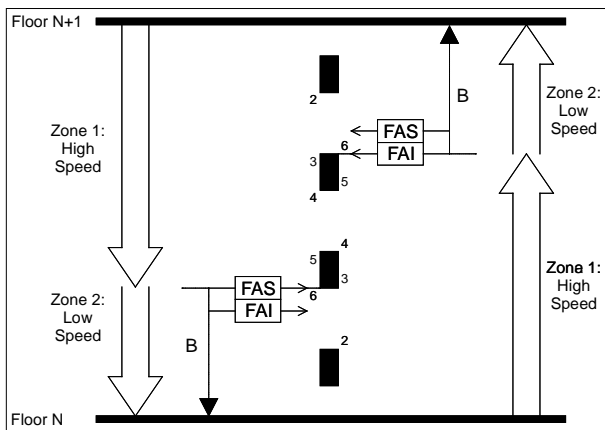 Floor N+1
Zone 1:
High
Speed
Zone 2:
Low
Speed
B
FAS
FAI
6
5
4
3
2
2
3
4
5
6
FAS
FAI
B
Zone 2:
Low
Speed
Zone 1:
High
Speed
Floor N